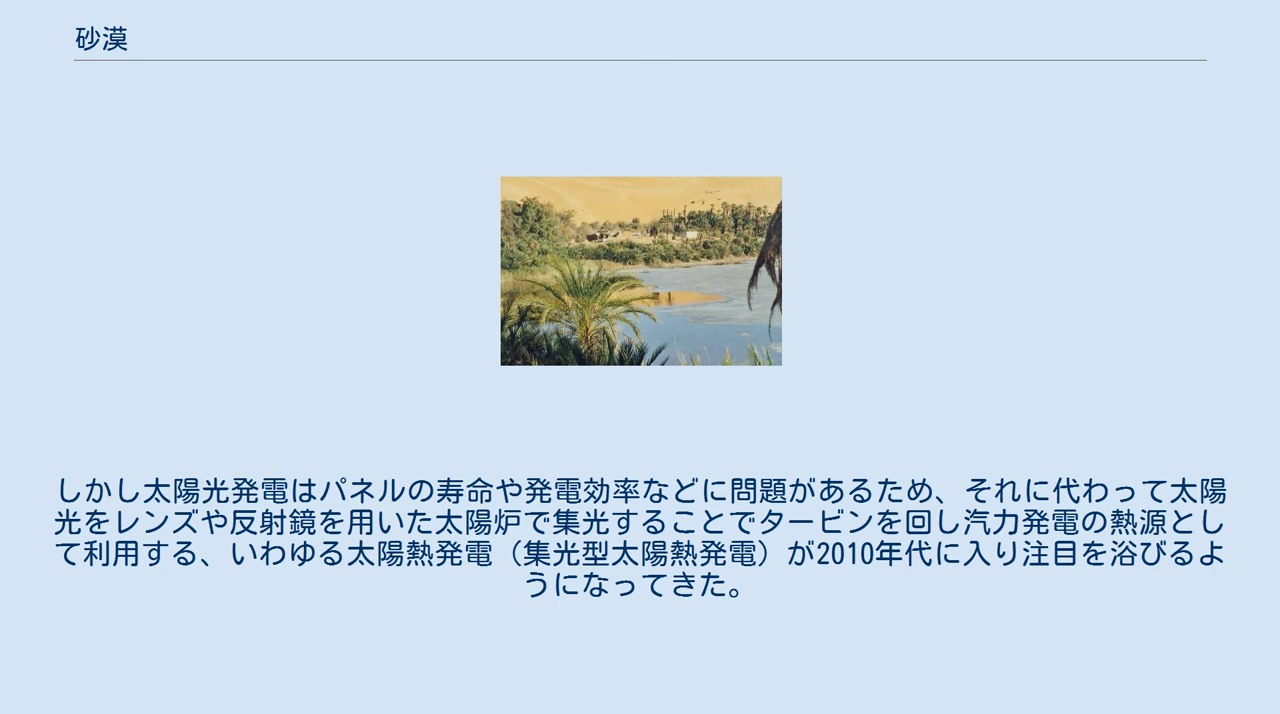 砂漠
しかし太陽光発電はパネルの寿命や発電効率などに問題があるため、それに代わって太陽
光をレンズや反射鏡を用いた太陽炉で集光することでタービンを回し汽力発電の熱源とし
て利用する、いわゆる太陽熱発電（集光型太陽熱発電）が2010年代に入り注目を浴びるよ
うになってきた。